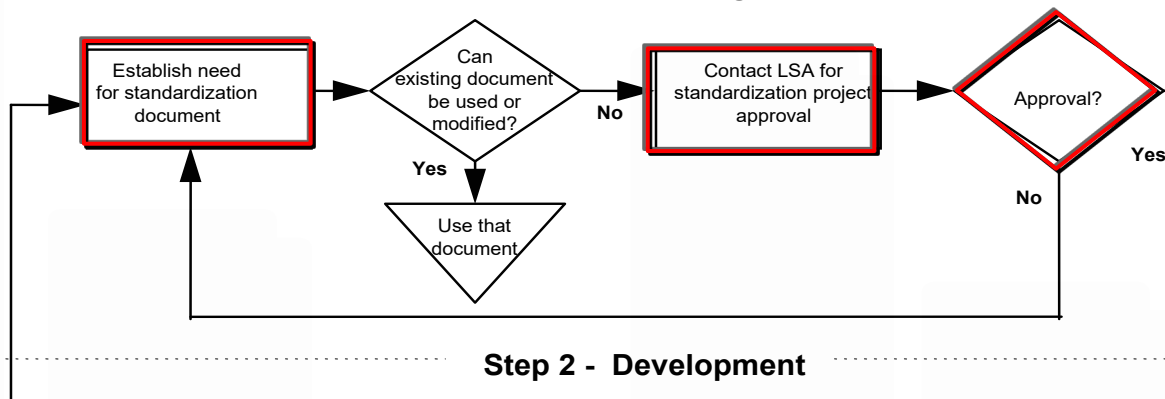 Establish need
for standardization
document
Can
existing document
be used or
modified?
No
Contact LSA for
standardization project
approval
Approval?
Yes
No
Yes
Use that
document
Step 2 - Development